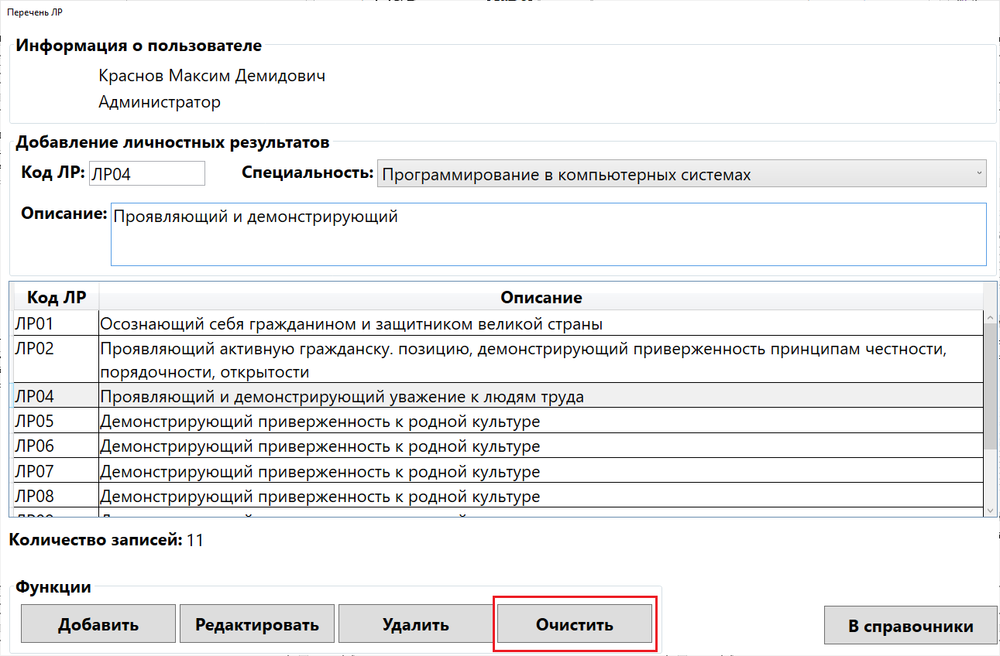 Перечень ЛР
Информация о пользователе
Краснов Максим Демидович
Администратор
Добавление личностных результатов
Код ЛР: ЛР04 Специальность: Программирование в компьютерных системах
Описание: Проявляющий и демонстрирующий
Код ЛР Описание
ЛР01 Осознающий себя гражданином и защитником великой страны
ЛР02 Проявляющий активную гражданску. позицию, демонстрирующий приверженность принципам честности,
порядочности, открытости
ЛР04 Проявляющий и демонстрирующий уважение к людям труда
ЛР05 Демонстрирующий приверженность к родной культуре
ЛР06 Демонстрирующий приверженность к родной культуре
ЛР07 Демонстрирующий приверженность к родной культуре
ЛР08 Демонстрирующий приверженность к родной культуре
Количество записей: 11
Функции
Добавить Редактировать Удалить Очистить В справочники